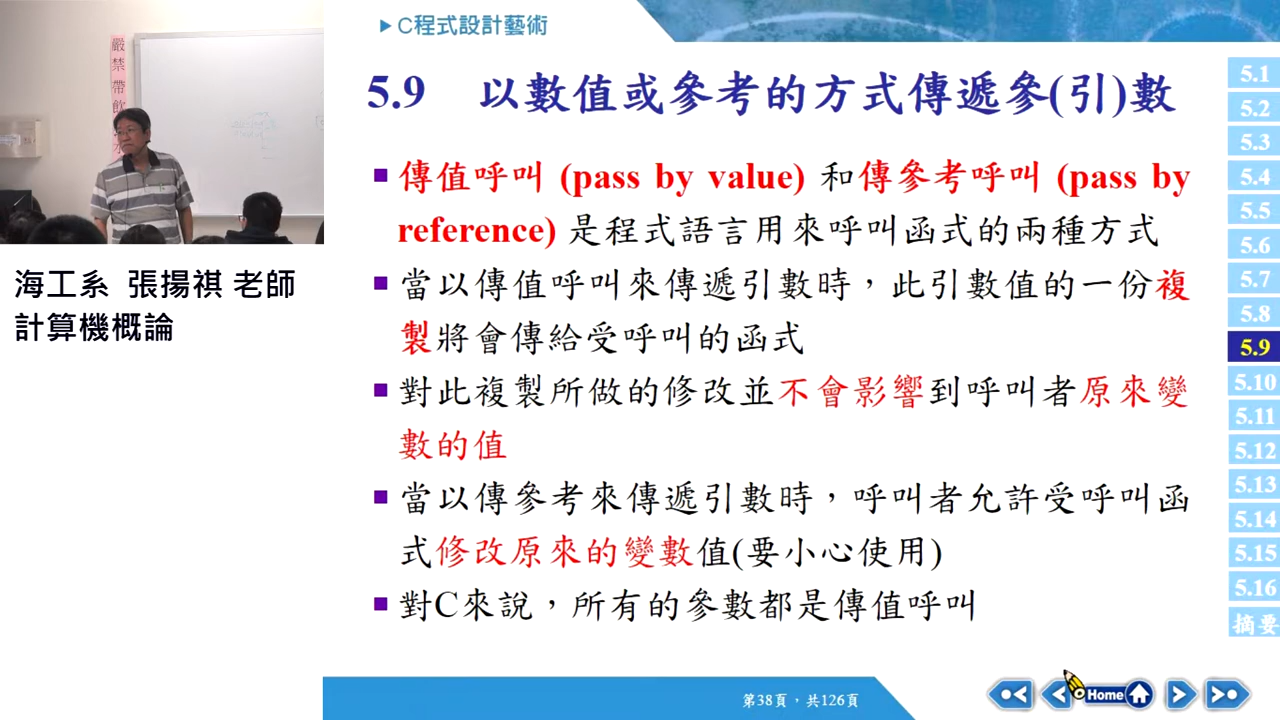 C程式設計藝術
5.9 以數值或參考的方式傳遞參(引)數
嚴禁帶飲
海工系 張揚祺 老師
計算機概論
■ 傳值呼叫 (pass by value) 和傳參考呼叫 (pass by
reference) 是程式語言用來呼叫函式的兩種方式
■ 當以傳值呼叫來傳遞引數時，此引數值的一份複
製將會傳給受呼叫的函式
■ 對此複製所做的修改並不會影響到呼叫者原來變
數的值
■ 當以傳參考來傳遞引數時，呼叫者允許受呼叫函
式修改原來的變數值(要小心使用)
■ 對C來說，所有的參數都是傳值呼叫
5.1
5.2
5.3
5.4
5.5
5.6
5.7
5.8
5.9
5.10
5.11
5.12
5.13
5.14
5.15
5.16
摘要
第38頁，共126頁
Home